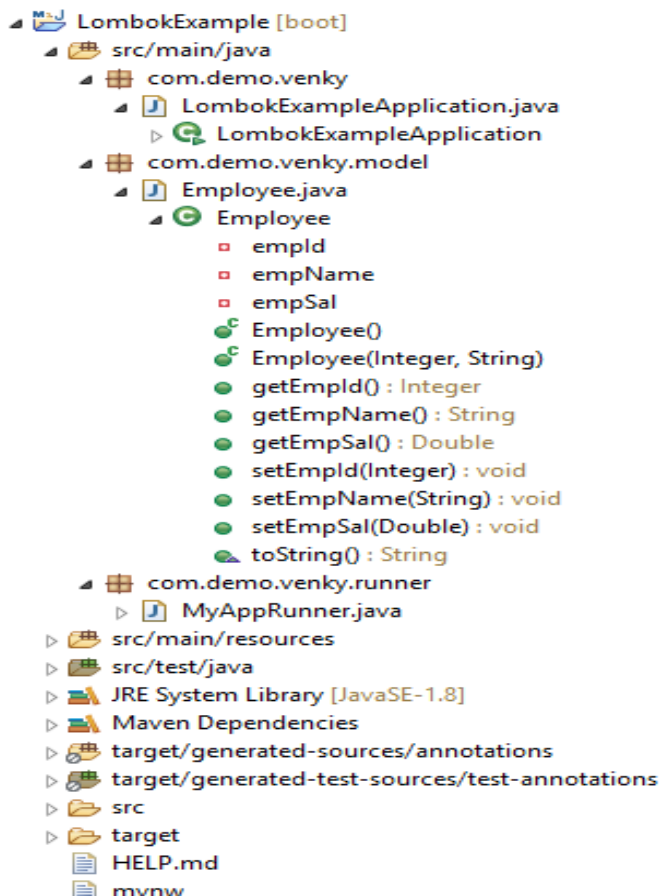 LombokExample [boot]
src/main/java
com.demo.venky
LombokExampleApplication.java
LombokExampleApplication
com.demo.venky.model
Employee.java
Employee
empId
empName
empSal
Employee()
Employee(Integer, String)
getEmpId() : Integer
getEmpName() : String
getEmpSal() : Double
setEmpId(Integer) : void
setEmpName(String) : void
setEmpSal(Double) : void
toString() : String
com.demo.venky.runner
MyAppRunner.java
src/main/resources
src/test/java
JRE System Library [JavaSE-1.8]
Maven Dependencies
target/generated-sources/annotations
target/generated-test-sources/test-annotations
src
target
HELP.md
mvnw